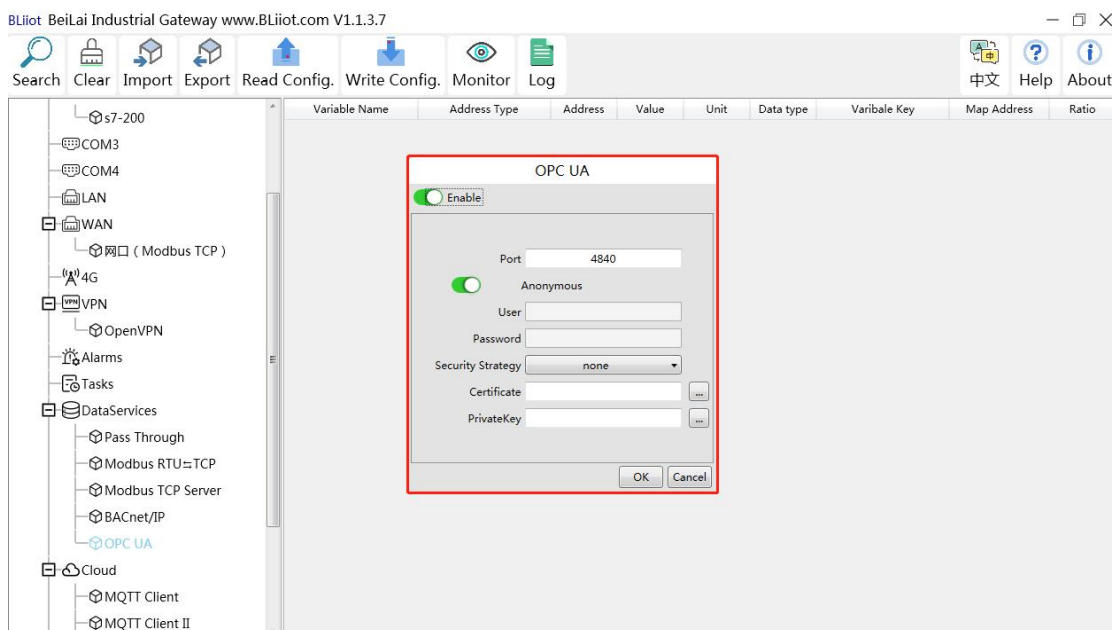 BLiiot BeiLai Industrial Gateway www.BLiiot.com V1.1.3.7
Search Clear Import Export Read Config. Write Config. Monitor Log 中文 Help About
Variable Name Address Type Address Value Unit Data type Varibale Key Map Address Ratio
s7-200
COM3
COM4
LAN
WAN
网口 ( Modbus TCP )
4G
VPN VPN
OpenVPN
Alarms
Tasks
DataServices
Pass Through
Modbus RTU⇆TCP
Modbus TCP Server
BACnet/IP
OPC UA
Cloud
MQTT Client
MQTT Client II
OPC UA
Enable
Port 4840
Anonymous
User
Password
Security Strategy none
Certificate ...
PrivateKey ...
OK Cancel